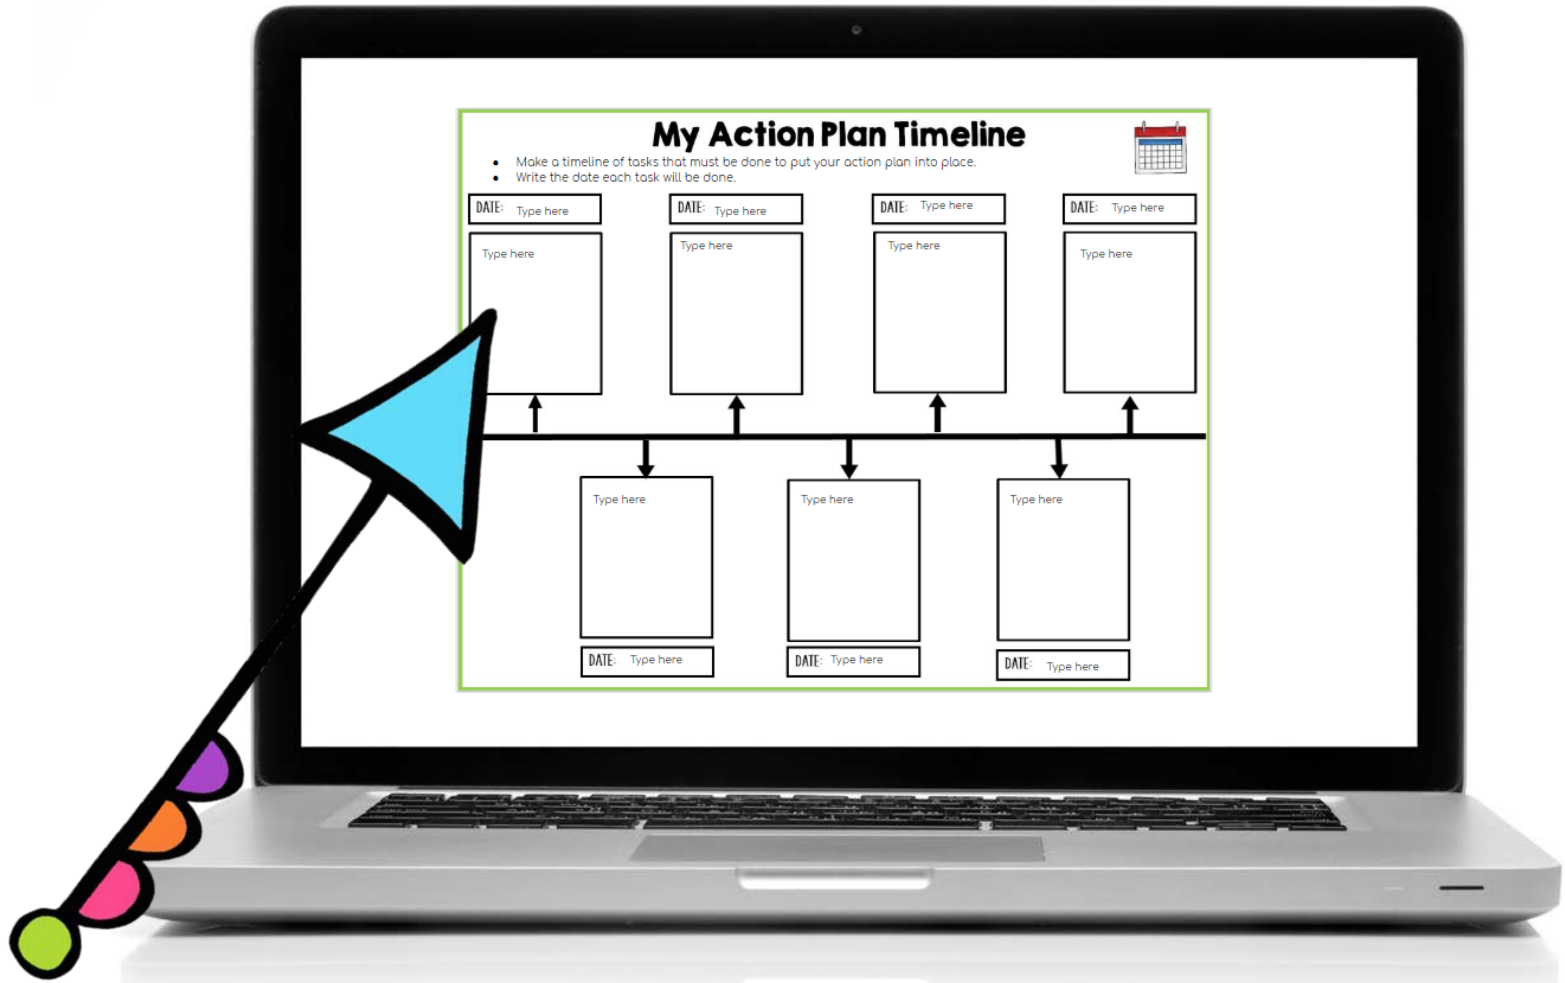 My Action Plan Timeline
• Make a timeline of tasks that must be done to put your action plan into place.
• Write the date each task will be done.
DATE: Type here
DATE: Type here
DATE: Type here
DATE: Type here
Type here
Type here
Type here
Type here
Type here
Type here
Type here
DATE: Type here
DATE: Type here
DATE: Type here